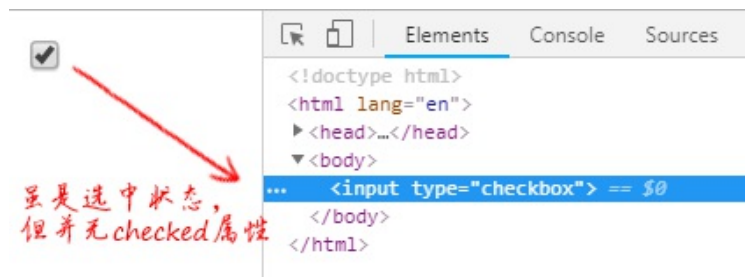 Elements Console Sources
<!doctype html>
<html lang="en">
<head>…</head>
<body>
... <input type="checkbox"> == $0
</body>
</html>
虽是选中状态，
但并无checked属性